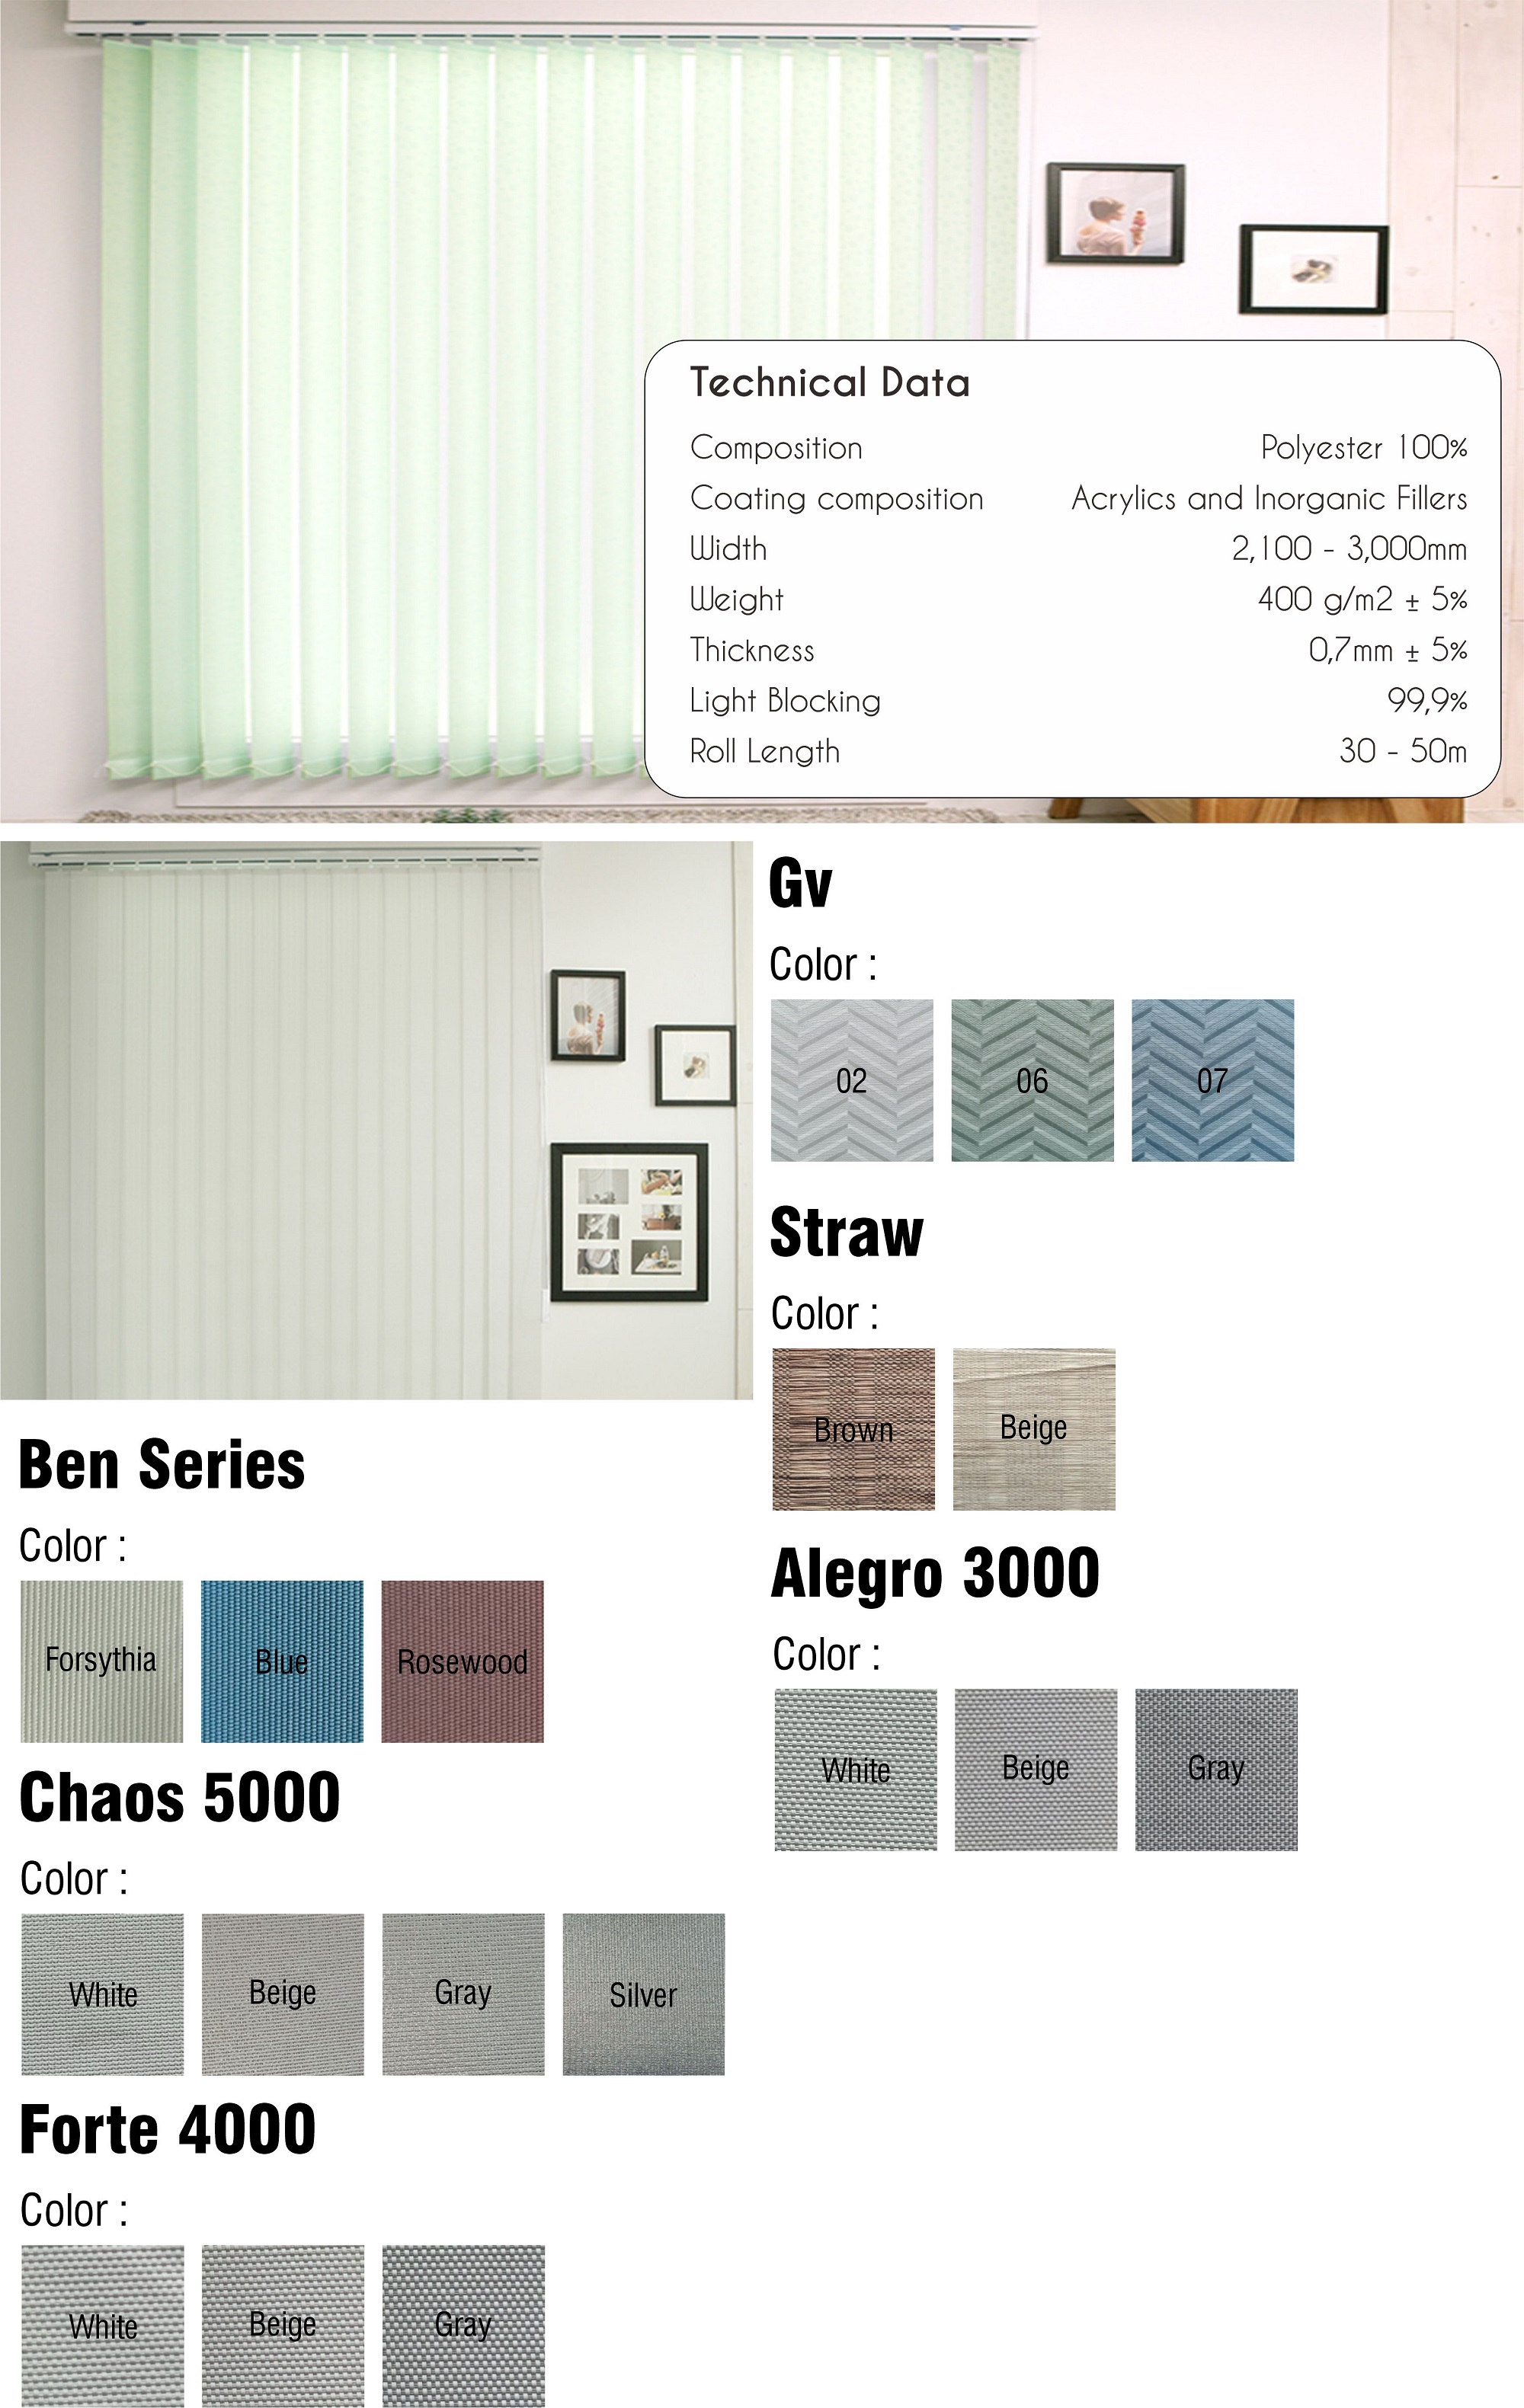 Technical Data
Composition Polyester 100%
Coating composition Acrylics and Inorganic Fillers
Width 2,100 - 3,000mm
Weight 400 g/m2 ± 5%
Thickness 0,7mm ± 5%
Light Blocking 99,9%
Roll Length 30 - 50m
Gv
Color :
02 06 07
Straw
Color :
Brown Beige
Alegro 3000
Color :
White Beige Gray
Ben Series
Color :
Forsythia Blue Rosewood
Chaos 5000
Color :
White Beige Gray Silver
Forte 4000
Color :
White Beige Gray